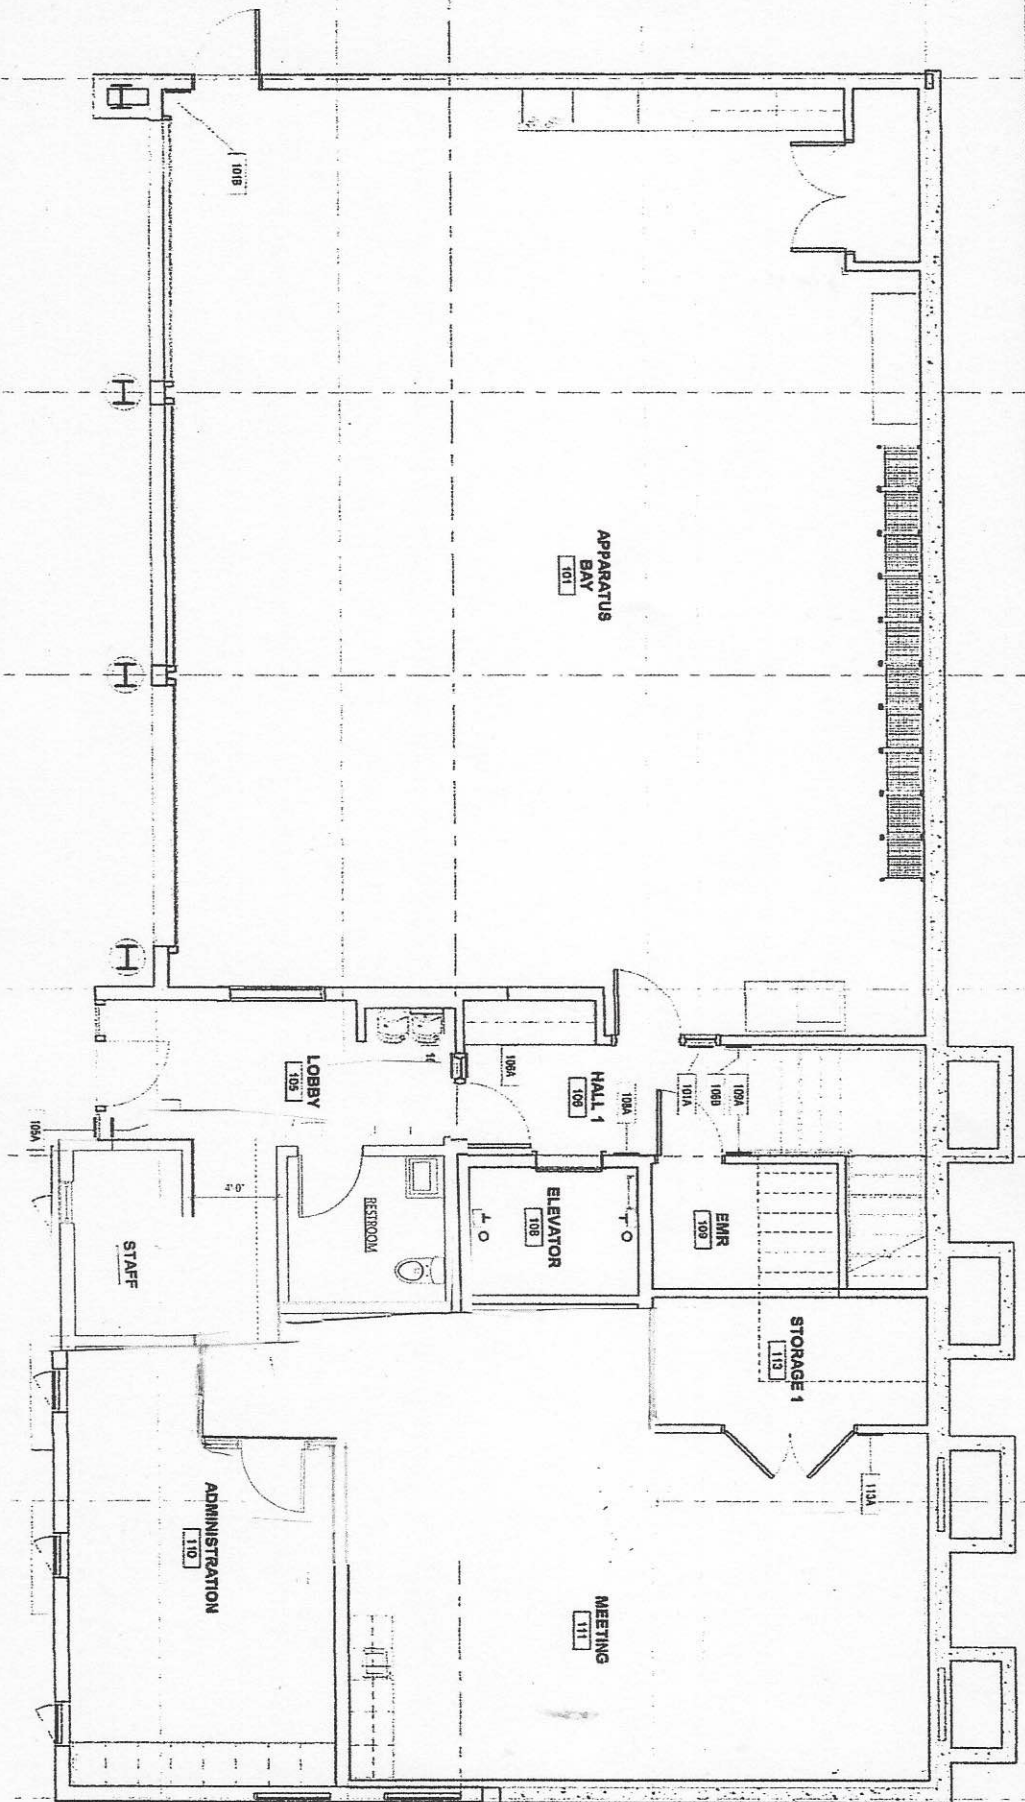 101B
APPARATUS
BAY
101
LOBBY
105
105A
106A
HALL 1
106
108A
101A
106B
109A
4'0"
RESTROOM
ELEVATOR
108
EMR
109
STAFF
STORAGE 1
113
113A
ADMINISTRATION
110
MEETING
111